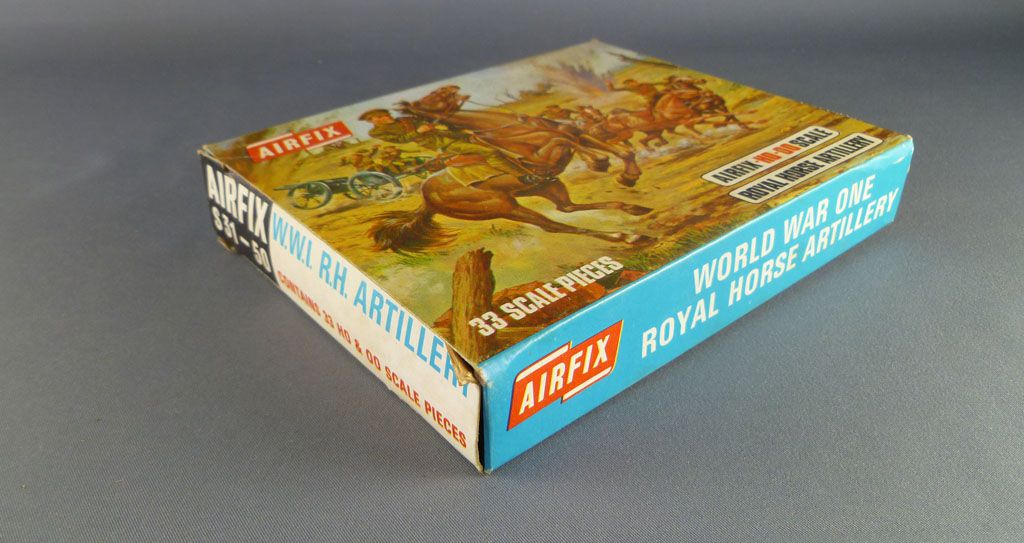 AIRFIX
AIRFIX HO-OO SCALE
ROYAL HORSE ARTILLERY
33 SCALE PIECES
AIRFIX
S31-50
W.W.I. R.H. ARTILLERY
CONTAINS 33 HO & OO SCALE PIECES
AIRFIX
WORLD WAR ONE
ROYAL HORSE ARTILLERY